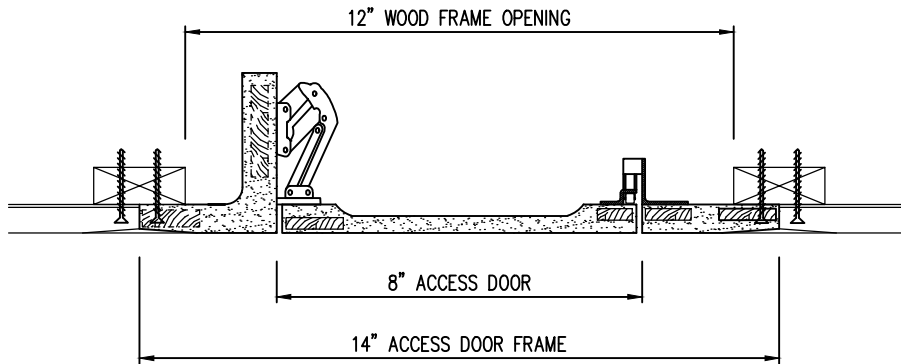 12” WOOD FRAME OPENING
8” ACCESS DOOR
14” ACCESS DOOR FRAME